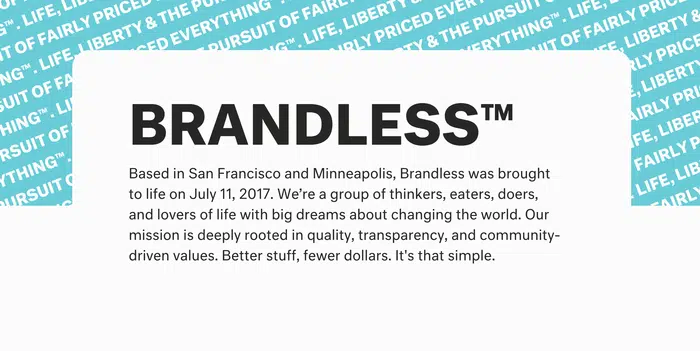 EVERYTHING™. LIFE, LIBERTY & THE PURSUIT OF FAIRLY PRICED EVERYTHING™.
SUIT OF FAIRLY PRICED EVERYTHING™. LIFE, LIBERTY & THE PURSUIT OF FAIRLY
LIFE, LIBERTY & THE PURSUIT OF FAIRLY PRICED EVERYTHING™. LIFE, LIBERTY
BRANDLESS™
Based in San Francisco and Minneapolis, Brandless was brought
to life on July 11, 2017. We’re a group of thinkers, eaters, doers,
and lovers of life with big dreams about changing the world. Our
mission is deeply rooted in quality, transparency, and community-
driven values. Better stuff, fewer dollars. It's that simple.